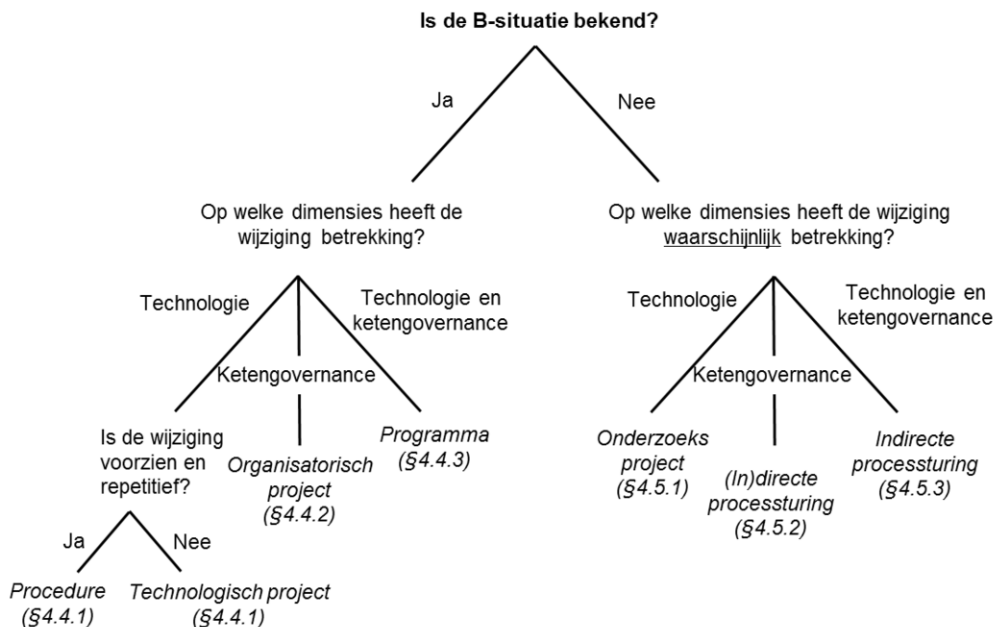 Is de B-situatie bekend?
Ja
Nee
Op welke dimensies heeft de
wijziging betrekking?
Op welke dimensies heeft de wijziging
waarschijnlijk betrekking?
Technologie
Technologie en
ketengovernance
Ketengovernance
Technologie
Technologie en
ketengovernance
Ketengovernance
Is de wijziging
voorzien en
repetitief?
Organisatorisch
project
(§4.4.2)
Programma
(§4.4.3)
Onderzoeks
project
(§4.5.1)
(In)directe
processturing
(§4.5.2)
Indirecte
processturing
(§4.5.3)
Ja
Nee
Procedure
(§4.4.1)
Technologisch project
(§4.4.1)